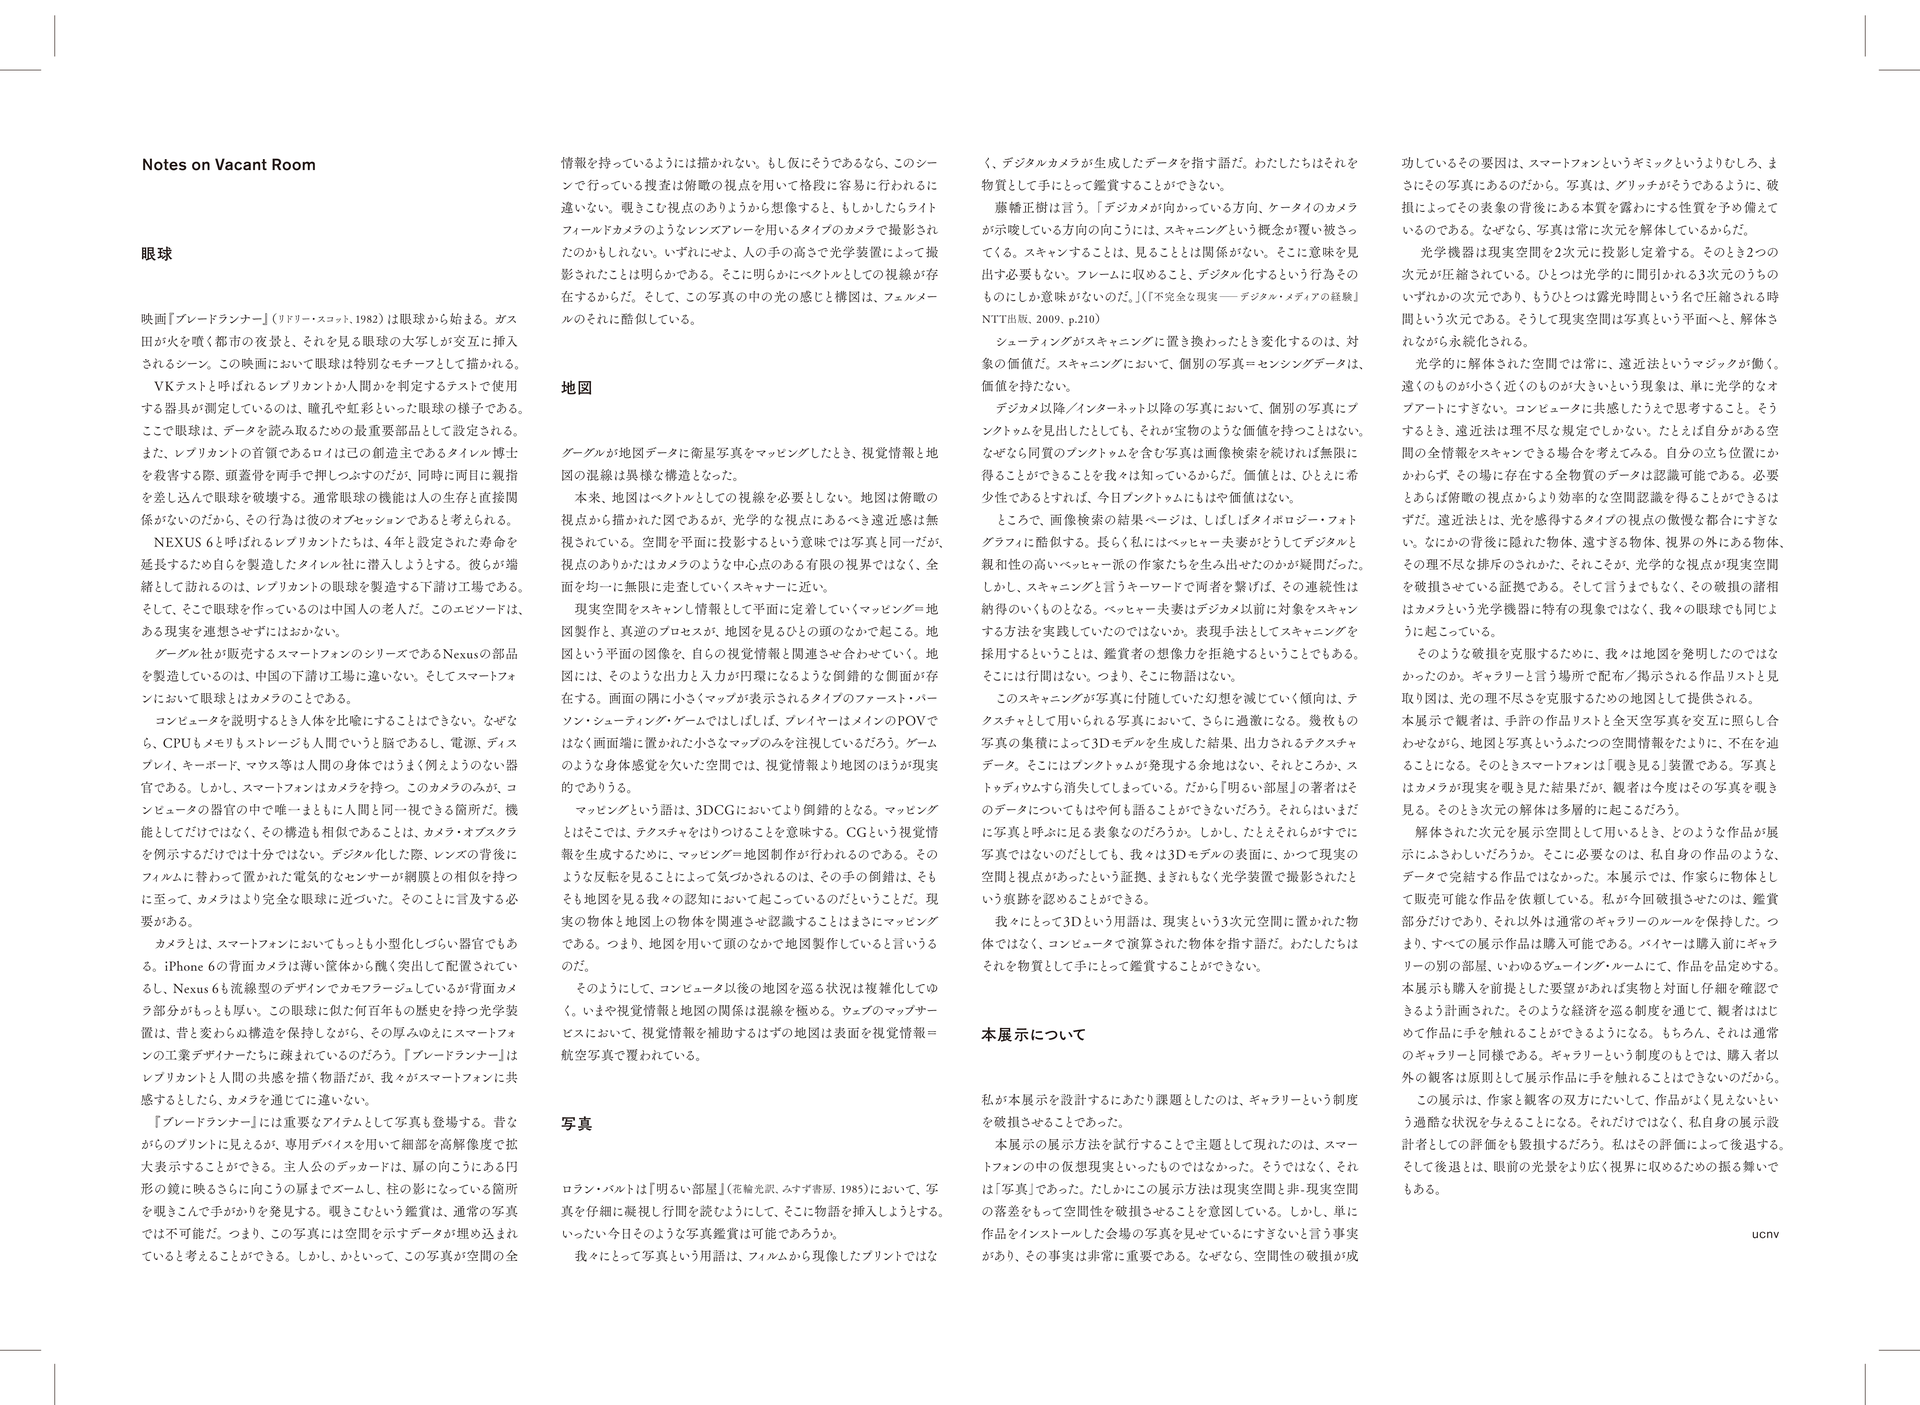 Notes on Vacant Room
眼球
映画『ブレードランナー』(リドリー・スコット、1982)は眼球から始まる。ガス
田が火を噴く都市の夜景と、それを見る眼球の大写しが交互に挿入
されるシーン。この映画において眼球は特別なモチーフとして描かれる。
VKテストと呼ばれるレプリカントか人間かを判定するテストで使用
する器具が測定しているのは、瞳孔や虹彩といった眼球の様子である。
ここで眼球は、データを読み取るための最重要部品として設定される。
また、レプリカントの首領であるロイは己の創造主であるタイレル博士
を殺害する際、頭蓋骨を両手で押しつぶすのだが、同時に両目に親指
を差し込んで眼球を破壊する。通常眼球の機能は人の生存と直接関
係がないのだから、その行為は彼のオブセッションであると考えられる。
NEXUS 6と呼ばれるレプリカントたちは、4年と設定された寿命を
延長するため自らを製造したタイレル社に潜入しようとする。彼らが端
緒として訪れるのは、レプリカントの眼球を製造する下請け工場である。
そして、そこで眼球を作っているのは中国人の老人だ。このエピソードは、
ある現実を連想させずにはおかない。
グーグル社が販売するスマートフォンのシリーズであるNexusの部品
を製造しているのは、中国の下請け工場に違いない。そしてスマートフォ
ンにおいて眼球とはカメラのことである。
コンピュータを説明するとき人体を比喩にすることはできない。なぜな
ら、CPUもメモリもストレージも人間でいうと脳であるし、電源、ディス
プレイ、キーボード、マウス等は人間の身体ではうまく例えようのない器
官である。しかし、スマートフォンはカメラを持つ。このカメラのみが、コ
ンピュータの器官の中で唯一まともに人間と同一視できる箇所だ。機
能としてだけではなく、その構造も相似であることは、カメラ・オブスクラ
を例示するだけでは十分ではない。デジタル化した際、レンズの背後に
フィルムに替わって置かれた電気的なセンサーが網膜との相似を持つ
に至って、カメラはより完全な眼球に近づいた。そのことに言及する必
要がある。
カメラとは、スマートフォンにおいてもっとも小型化しづらい器官でもあ
る。iPhone 6の背面カメラは薄い筐体から醜く突出して配置されてい
るし、Nexus 6も流線型のデザインでカモフラージュしているが背面カメ
ラ部分がもっとも厚い。この眼球に似た何百年もの歴史を持つ光学装
置は、昔と変わらぬ構造を保持しながら、その厚みゆえにスマートフォ
ンの工業デザイナーたちに疎まれているのだろう。『ブレードランナー』は
レプリカントと人間の共感を描く物語だが、我々がスマートフォンに共
感するとしたら、カメラを通じてに違いない。
『ブレードランナー』には重要なアイテムとして写真も登場する。昔な
がらのプリントに見えるが、専用デバイスを用いて細部を高解像度で拡
大表示することができる。主人公のデッカードは、扉の向こうにある円
形の鏡に映るさらに向こうの扉までズームし、柱の影になっている箇所
を覗きこんで手がかりを発見する。覗きこむという鑑賞は、通常の写真
では不可能だ。つまり、この写真には空間を示すデータが埋め込まれ
ていると考えることができる。しかし、かといって、この写真が空間の全
情報を持っているようには描かれない。もし仮にそうであるなら、このシー
ンで行っている捜査は俯瞰の視点を用いて格段に容易に行われるに
違いない。覗きこむ視点のありようから想像すると、もしかしたらライト
フィールドカメラのようなレンズアレーを用いるタイプのカメラで撮影され
たのかもしれない。いずれにせよ、人の手の高さで光学装置によって撮
影されたことは明らかである。そこに明らかにベクトルとしての視線が存
在するからだ。そして、この写真の中の光の感じと構図は、フェルメー
ルのそれに酷似している。
地図
グーグルが地図データに衛星写真をマッピングしたとき、視覚情報と地
図の混線は異様な構造となった。
本来、地図はベクトルとしての視線を必要としない。地図は俯瞰の
視点から描かれた図であるが、光学的な視点にあるべき遠近感は無
視されている。空間を平面に投影するという意味では写真と同一だが、
視点のありかたはカメラのような中心点のある有限の視界ではなく、全
面を均一に無限に走査していくスキャナーに近い。
現実空間をスキャンし情報として平面に定着していくマッピング＝地
図製作と、真逆のプロセスが、地図を見るひとの頭のなかで起こる。地
図という平面の図像を、自らの視覚情報と関連させ合わせていく。地
図には、そのような出力と入力が円環になるような倒錯的な側面が存
在する。画面の隅に小さくマップが表示されるタイプのファースト・パー
ソン・シューティング・ゲームではしばしば、プレイヤーはメインのPOVで
はなく画面端に置かれた小さなマップのみを注視しているだろう。ゲーム
のような身体感覚を欠いた空間では、視覚情報より地図のほうが現実
的でありうる。
マッピングという語は、3DCGにおいてより倒錯的となる。マッピング
とはそこでは、テクスチャをはりつけることを意味する。CGという視覚情
報を生成するために、マッピング＝地図制作が行われるのである。その
ような反転を見ることによって気づかされるのは、その手の倒錯は、そも
そも地図を見る我々の認知において起こっているのだということだ。現
実の物体と地図上の物体を関連させ認識することはまさにマッピング
である。つまり、地図を用いて頭のなかで地図製作していると言いうる
のだ。
そのようにして、コンピュータ以後の地図を巡る状況は複雑化してゆ
く。いまや視覚情報と地図の関係は混線を極める。ウェブのマップサー
ビスにおいて、視覚情報を補助するはずの地図は表面を視覚情報＝
航空写真で覆われている。
写真
ロラン・バルトは『明るい部屋』(花輪光訳、みすず書房、1985)において、写
真を仔細に凝視し行間を読むようにして、そこに物語を挿入しようとする。
いったい今日そのような写真鑑賞は可能であろうか。
我々にとって写真という用語は、フィルムから現像したプリントではな
く、デジタルカメラが生成したデータを指す語だ。わたしたちはそれを
物質として手にとって鑑賞することができない。
藤幡正樹は言う。「デジカメが向かっている方向、ケータイのカメラ
が示唆している方向の向こうには、スキャニングという概念が覆い被さっ
てくる。スキャンすることは、見ることとは関係がない。そこに意味を見
出す必要もない。フレームに収めること、デジタル化するという行為その
ものにしか意味がないのだ。」(『不完全な現実――デジタル・メディアの経験』
NTT出版、2009、p.210)
シューティングがスキャニングに置き換わったとき変化するのは、対
象の価値だ。スキャニングにおいて、個別の写真＝センシングデータは、
価値を持たない。
デジカメ以降／インターネット以降の写真において、個別の写真にプ
ンクトゥムを見出したとしても、それが宝物のような価値を持つことはない。
なぜなら同質のプンクトゥムを含む写真は画像検索を続ければ無限に
得ることができることを我々は知っているからだ。価値とは、ひとえに希
少性であるとすれば、今日プンクトゥムにもはや価値はない。
ところで、画像検索の結果ページは、しばしばタイポロジー・フォト
グラフィに酷似する。長らく私にはベッヒャー夫妻がどうしてデジタルと
親和性の高いベッヒャー派の作家たちを生み出せたのかが疑問だった。
しかし、スキャニングと言うキーワードで両者を繋げば、その連続性は
納得のいくものとなる。ベッヒャー夫妻はデジカメ以前に対象をスキャン
する方法を実践していたのではないか。表現手法としてスキャニングを
採用するということは、鑑賞者の想像力を拒絶するということでもある。
そこには行間はない。つまり、そこに物語はない。
このスキャニングが写真に付随していた幻想を減じていく傾向は、テ
クスチャとして用いられる写真において、さらに過激になる。幾枚もの
写真の集積によって3Dモデルを生成した結果、出力されるテクスチャ
データ。そこにはプンクトゥムが発現する余地はない、それどころか、ス
トゥディウムすら消失してしまっている。だから『明るい部屋』の著者はそ
のデータについてもはや何も語ることができないだろう。それらはいまだ
に写真と呼ぶに足る表象なのだろうか。しかし、たとえそれらがすでに
写真ではないのだとしても、我々は3Dモデルの表面に、かつて現実の
空間と視点があったという証拠、まぎれもなく光学装置で撮影されたと
いう痕跡を認めることができる。
我々にとって3Dという用語は、現実という3次元空間に置かれた物
体ではなく、コンピュータで演算された物体を指す語だ。わたしたちは
それを物質として手にとって鑑賞することができない。
本展示について
私が本展示を設計するにあたり課題としたのは、ギャラリーという制度
を破損させることであった。
本展示の展示方法を試行することで主題として現れたのは、スマー
トフォンの中の仮想現実といったものではなかった。そうではなく、それ
は「写真」であった。たしかにこの展示方法は現実空間と非-現実空間
の落差をもって空間性を破損させることを意図している。しかし、単に
作品をインストールした会場の写真を見せているにすぎないと言う事実
があり、その事実は非常に重要である。なぜなら、空間性の破損が成
功しているその要因は、スマートフォンというギミックというよりむしろ、ま
さにその写真にあるのだから。写真は、グリッチがそうであるように、破
損によってその表象の背後にある本質を露わにする性質を予め備えて
いるのである。なぜなら、写真は常に次元を解体しているからだ。
光学機器は現実空間を2次元に投影し定着する。そのとき2つの
次元が圧縮されている。ひとつは光学的に間引かれる3次元のうちの
いずれかの次元であり、もうひとつは露光時間という名で圧縮される時
間という次元である。そうして現実空間は写真という平面へと、解体さ
れながら永続化される。
光学的に解体された空間では常に、遠近法というマジックが働く。
遠くのものが小さく近くのものが大きいという現象は、単に光学的なオ
プアートにすぎない。コンピュータに共感したうえで思考すること。そう
するとき、遠近法は理不尽な規定でしかない。たとえば自分がある空
間の全情報をスキャンできる場合を考えてみる。自分の立ち位置にか
かわらず、その場に存在する全物質のデータは認識可能である。必要
とあらば俯瞰の視点からより効率的な空間認識を得ることができるは
ずだ。遠近法とは、光を感得するタイプの視点の傲慢な都合にすぎな
い。なにかの背後に隠れた物体、遠すぎる物体、視界の外にある物体、
その理不尽な排斥のされかた、それこそが、光学的な視点が現実空間
を破損させている証拠である。そして言うまでもなく、その破損の諸相
はカメラという光学機器に特有の現象ではなく、我々の眼球でも同じよ
うに起こっている。
そのような破損を克服するために、我々は地図を発明したのではな
かったのか。ギャラリーと言う場所で配布／掲示される作品リストと見
取り図は、光の理不尽さを克服するための地図として提供される。
本展示で観者は、手許の作品リストと全天空写真を交互に照らし合
わせながら、地図と写真というふたつの空間情報をたよりに、不在を辿
ることになる。そのときスマートフォンは「覗き見る」装置である。写真と
はカメラが現実を覗き見た結果だが、観者は今度はその写真を覗き
見る。そのとき次元の解体は多層的に起こるだろう。
解体された次元を展示空間として用いるとき、どのような作品が展
示にふさわしいだろうか。そこに必要なのは、私自身の作品のような、
データで完結する作品ではなかった。本展示では、作家らに物体とし
て販売可能な作品を依頼している。私が今回破損させたのは、鑑賞
部分だけであり、それ以外は通常のギャラリーのルールを保持した。つ
まり、すべての展示作品は購入可能である。バイヤーは購入前にギャラ
リーの別の部屋、いわゆるヴューイング・ルームにて、作品を品定めする。
本展示も購入を前提とした要望があれば実物と対面し仔細を確認で
きるよう計画された。そのような経済を巡る制度を通じて、観者ははじ
めて作品に手を触れることができるようになる。もちろん、それは通常
のギャラリーと同様である。ギャラリーという制度のもとでは、購入者以
外の観客は原則として展示作品に手を触れることはできないのだから。
この展示は、作家と観客の双方にたいして、作品がよく見えないとい
う過酷な状況を与えることになる。それだけではなく、私自身の展示設
計者としての評価をも毀損するだろう。私はその評価によって後退する。
そして後退とは、眼前の光景をより広く視界に収めるための振る舞いで
もある。
ucnv